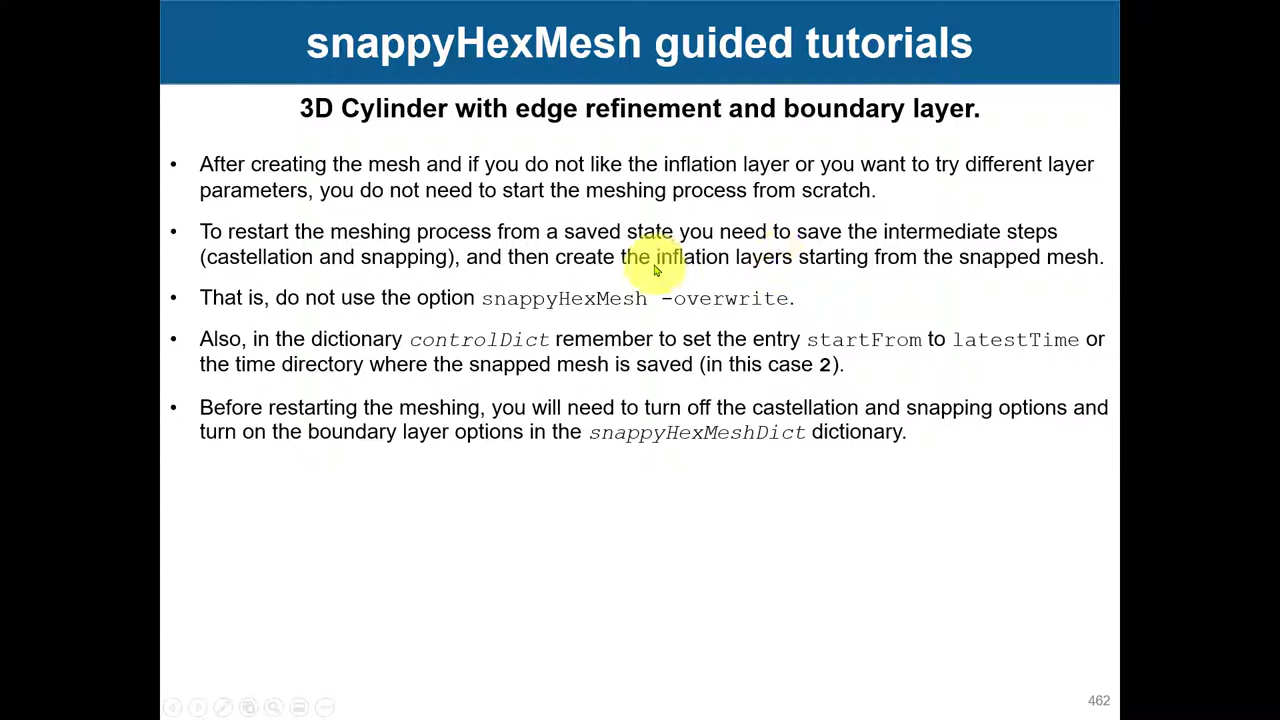 snappyHexMesh guided tutorials
3D Cylinder with edge refinement and boundary layer.
• After creating the mesh and if you do not like the inflation layer or you want to try different layer
parameters, you do not need to start the meshing process from scratch.
• To restart the meshing process from a saved state you need to save the intermediate steps
(castellation and snapping), and then create the inflation layers starting from the snapped mesh.
• That is, do not use the option snappyHexMesh -overwrite.
• Also, in the dictionary controlDict remember to set the entry startFrom to latestTime or
the time directory where the snapped mesh is saved (in this case 2).
• Before restarting the meshing, you will need to turn off the castellation and snapping options and
turn on the boundary layer options in the snappyHexMeshDict dictionary.
462